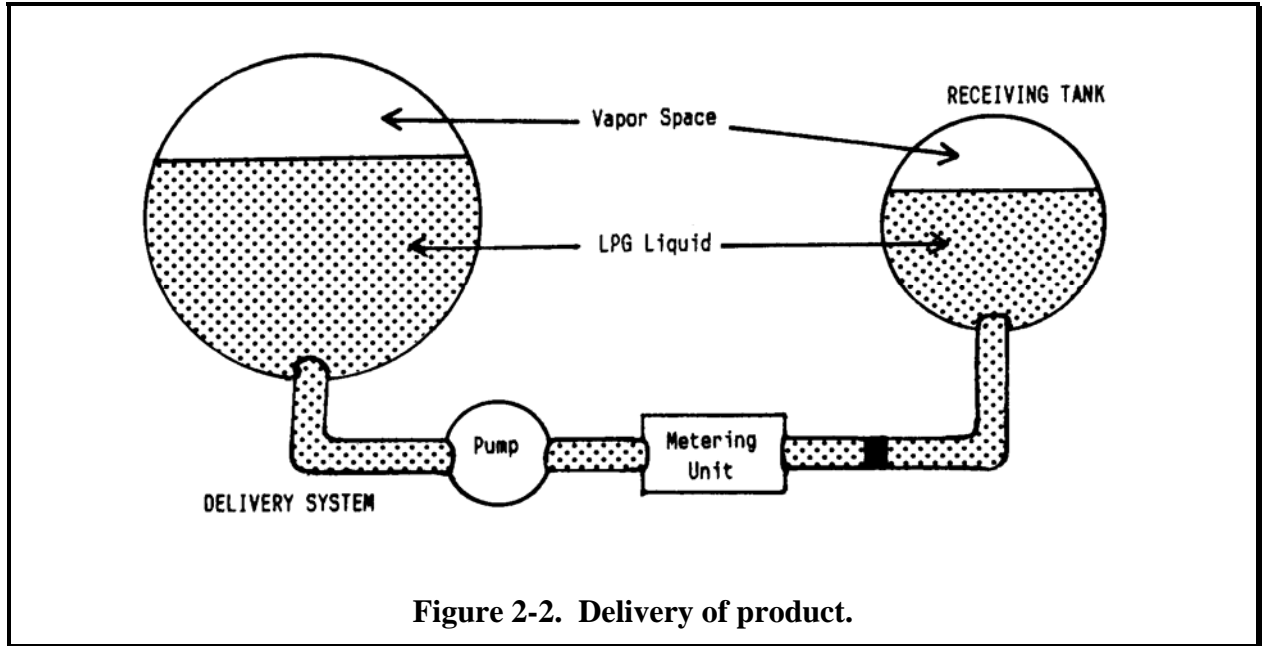 RECEIVING TANK
Vapor Space
LPG Liquid
Pump
Metering
Unit
DELIVERY SYSTEM
Figure 2-2. Delivery of product.